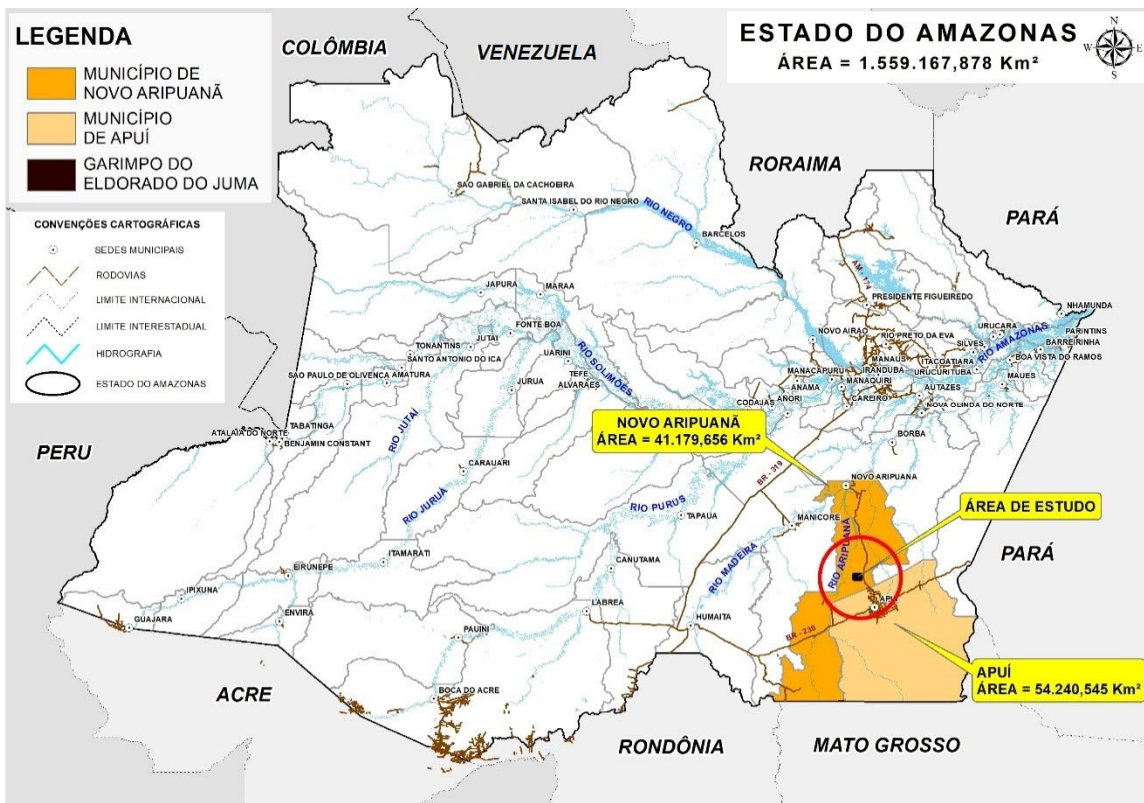 LEGENDA
MUNICÍPIO DE
NOVO ARIPUANÃ
MUNICÍPIO
DE APUÍ
GARIMPO DO
ELDORADO DO JUMA
CONVENÇÕES CARTOGRÁFICAS
SEDES MUNICIPAIS
RODOVIAS
LIMITE INTERNACIONAL
LIMITE INTERESTADUAL
HIDROGRAFIA
ESTADO DO AMAZONAS
ESTADO DO AMAZONAS
ÁREA = 1.559.167,878 Km²
N
W
E
S
COLÔMBIA
VENEZUELA
RORAIMA
PARÁ
SAO GABRIEL DA CACHOEIRA
SANTA ISABEL DO RIO NEGRO
RIO NEGRO
BARCELOS
AM - 174
JAPURA
MARAA
PRESIDENTE FIGUEIREDO
NHAMUNDA
FONTE BOA
JUTAI
TONANTINS
SANTO ANTONIO DO ICA
UARINI
TEFE
ALVARAES
RIO SOLIMÕES
NOVO AIRAO
RIO PRETO DA EVA
MANAUS
URUCARA
SILVES
RIO AMAZONAS
PARINTINS
BARREIRINHA
BOA VISTA DO RAMOS
ITACOATIARA
IRANDUBA
URUCURITUBA
MAUES
SAO PAULO DE OLIVENCA
AMATURA
JURUA
MANACAPURU
ANAMA
MANAQUIRI
AUTAZES
CODAJAS
ANORI
CAREIRO
NOVA OLINDA DO NORTE
TABATINGA
ATALAIA DO NORTE
BENJAMIN CONSTANT
RIO JUTAÍ
PERU
NOVO ARIPUANÃ
ÁREA = 41.179,656 Km²
BORBA
CARAUARI
BR - 319
NOVO ARIPUANA
RIO JURUÁ
RIO PURUS
TAPAUA
MANICORE
ÁREA DE ESTUDO
RIO ARIPUANÃ
RIO MADEIRA
PARÁ
ITAMARATI
CANUTAMA
EIRUNEPE
IPIXUNA
GUAJARA
ENVIRA
LABREA
HUMAITA
APUI
PAUINI
BR - 230
APUÍ
ÁREA = 54.240,545 Km²
BOCA DO ACRE
ACRE
RONDÔNIA
MATO GROSSO